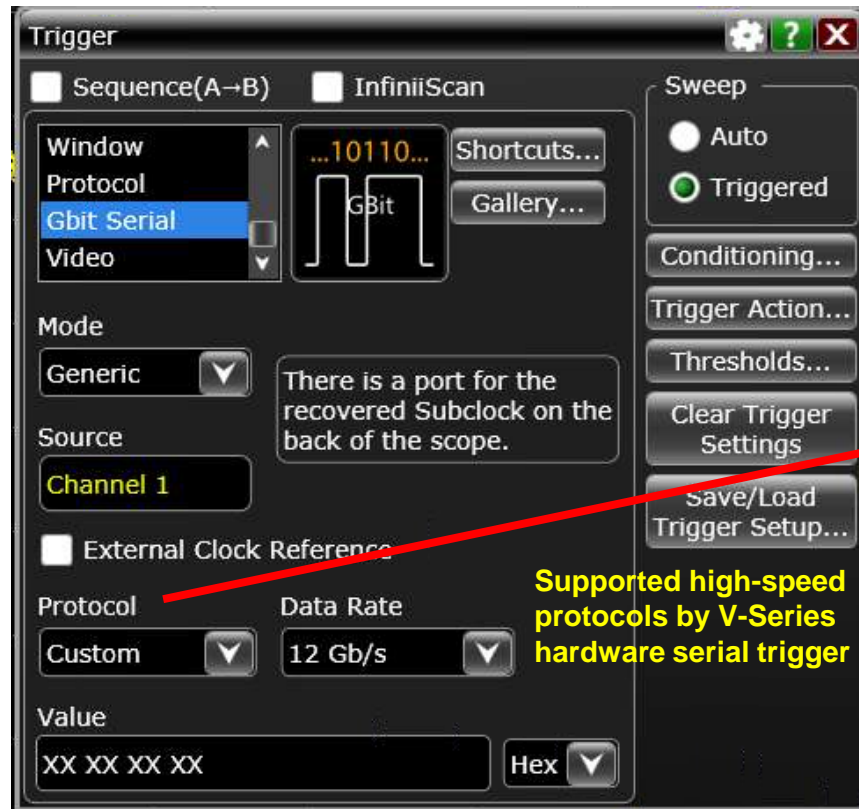 Trigger
?
X
Sequence(A→B)
InfiniiScan
Window
Protocol
Gbit Serial
Video
...10110...
GBit
Shortcuts...
Gallery...
Sweep
Auto
Triggered
Conditioning...
Trigger Action...
Thresholds...
Clear Trigger
Settings
Save/Load
Trigger Setup...
Mode
Generic
There is a port for the
recovered Subclock on the
back of the scope.
Source
Channel 1
External Clock Reference
Protocol
Data Rate
Custom
12 Gb/s
Supported high-speed
protocols by V-Series
hardware serial trigger
Value
XX XX XX XX
Hex